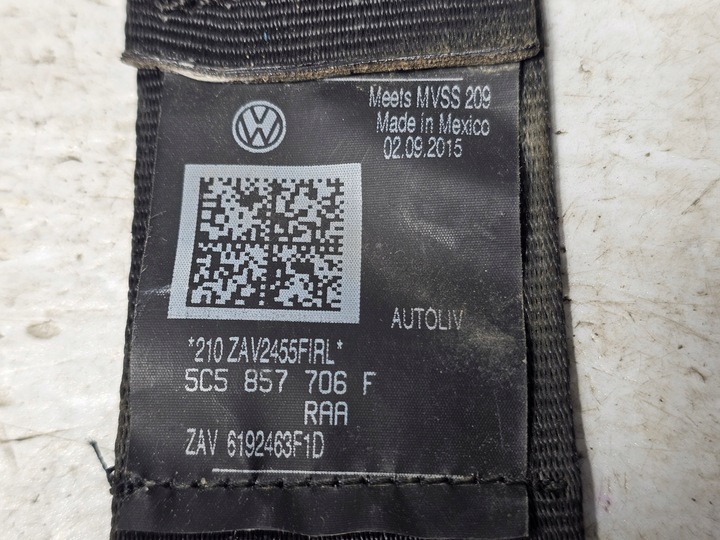 Meets MVSS 209
Made in Mexico
02.09.2015
AUTOLIV
*210 ZAV2455FIRL*
5C5 857 706 F
RAA
ZAV 6192463F1D